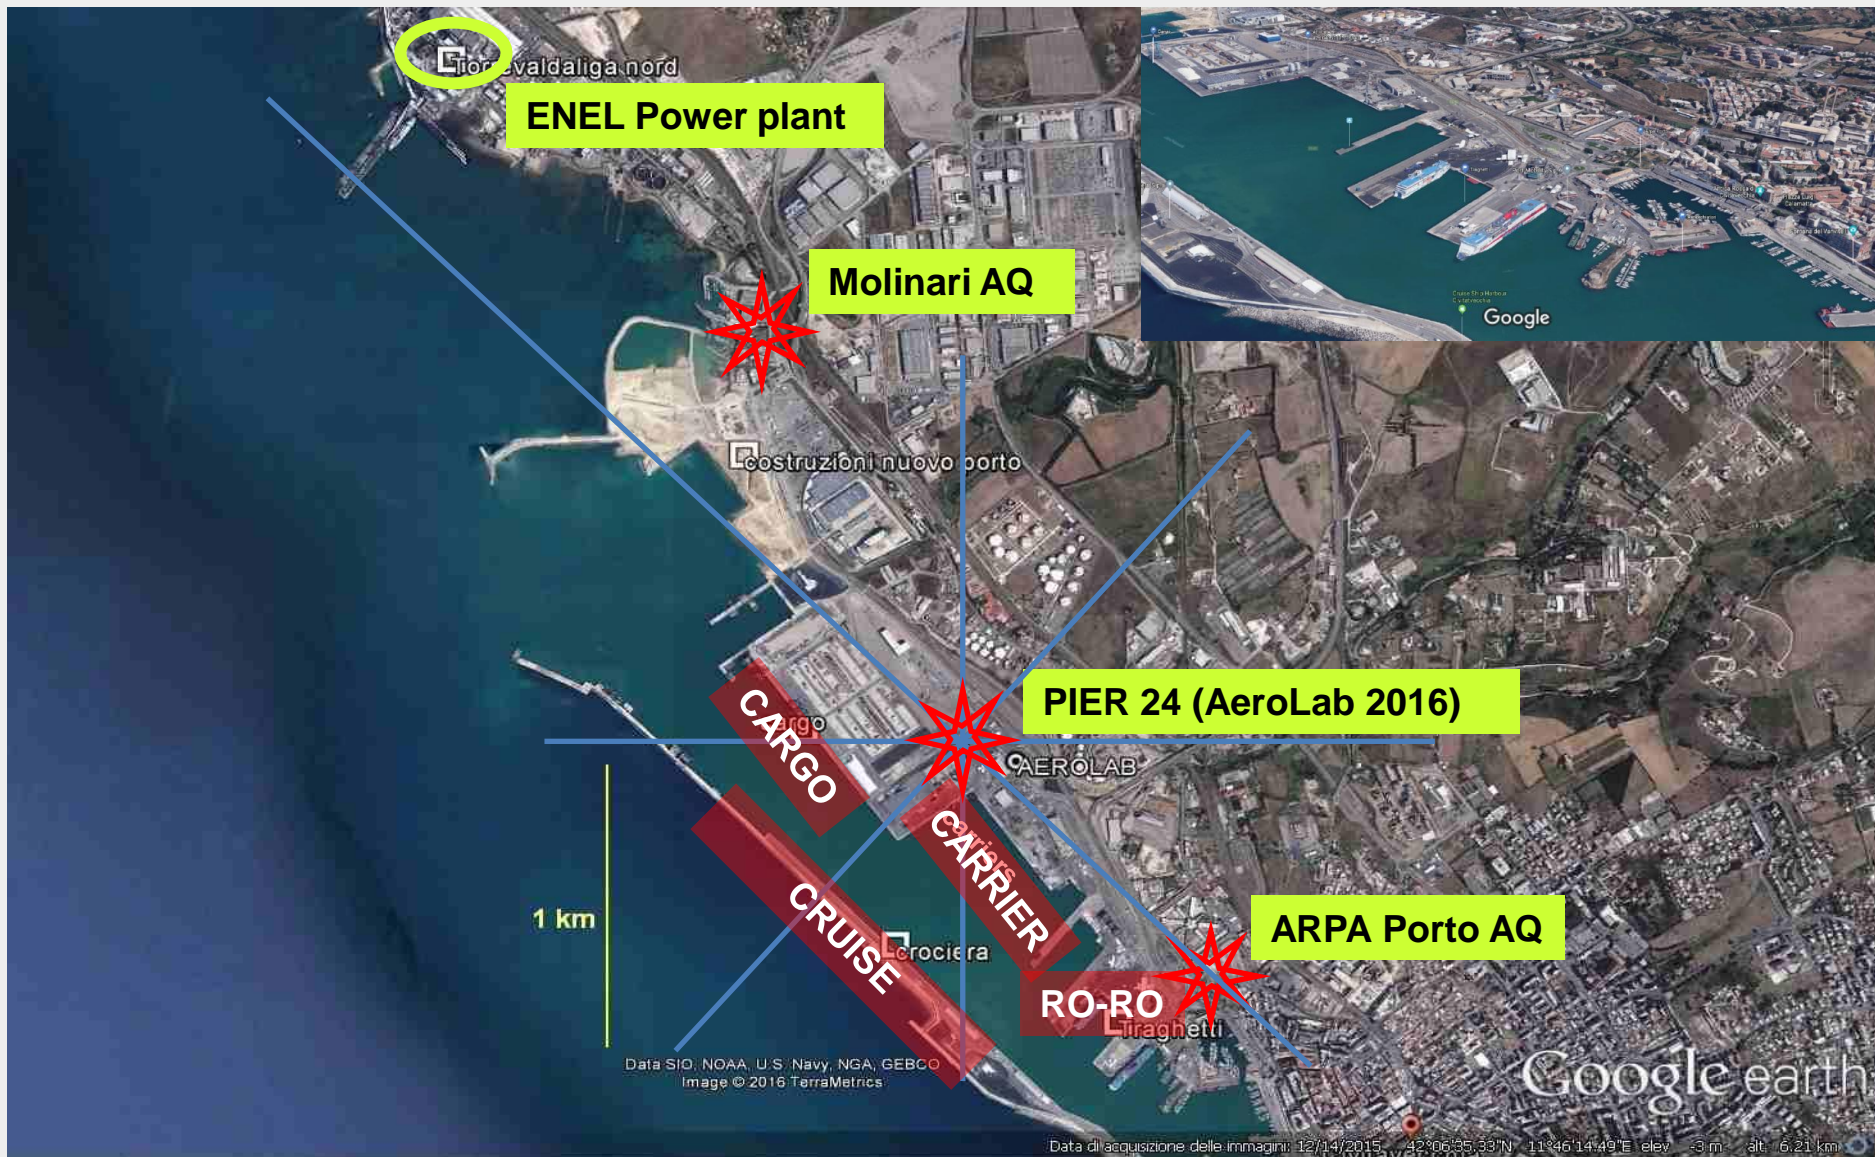 Torrevaldaliga nord
ENEL Power plant
Molinari AQ
Google
costruzioni nuovo porto
PIER 24 (AeroLab 2016)
AEROLAB
CARGO
cargo
CARRIER
carriers
CRUISE
crociera
1 km
ARPA Porto AQ
RO-RO
Traghetti
Data SIO, NOAA, U.S. Navy, NGA, GEBCO
Image © 2016 TerraMetrics
Google earth
Data di acquisizione delle immagini: 12/14/2015 42°06'35.33"N 11°46'14.49"E elev -3 m alt 6.21 km